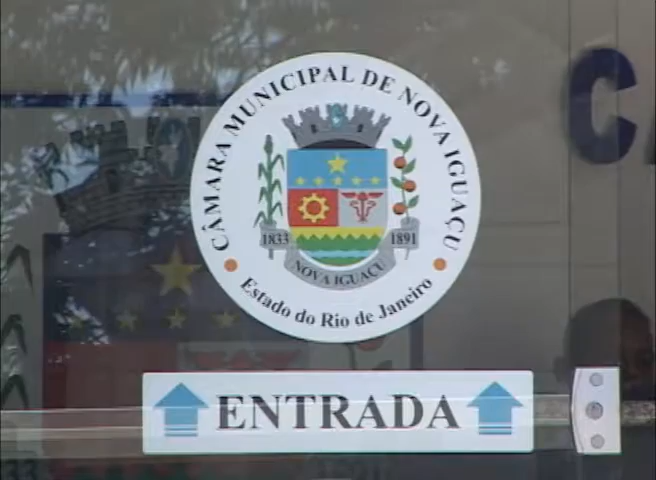 CÂMARA MUNICIPAL DE NOVA IGUAÇU
1833 1891
NOVA IGUAÇU
Estado do Rio de Janeiro
ENTRADA